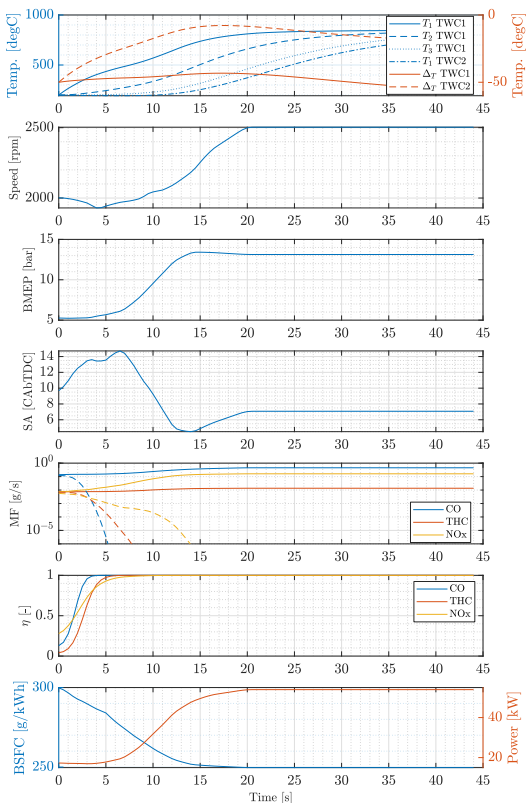 Temp. [degC]
1000
500
0
-50
Temp. [degC]
T1 TWC1
T2 TWC1
T3 TWC1
T1 TWC2
ΔT TWC1
ΔT TWC2
0 5 10 15 20 25 30 35 40 45
Speed [rpm]
2500
2000
0 5 10 15 20 25 30 35 40 45
BMEP [bar]
15
10
5
0 5 10 15 20 25 30 35 40 45
SA [CAbTDC]
14
12
10
8
6
0 5 10 15 20 25 30 35 40 45
MF [g/s]
10^0
10^-5
CO
THC
NOx
0 5 10 15 20 25 30 35 40 45
η [-]
1
0.5
0
CO
THC
NOx
0 5 10 15 20 25 30 35 40 45
BSFC [g/kWh]
300
250
40
20
Power [kW]
0 5 10 15 20 25 30 35 40 45
Time [s]